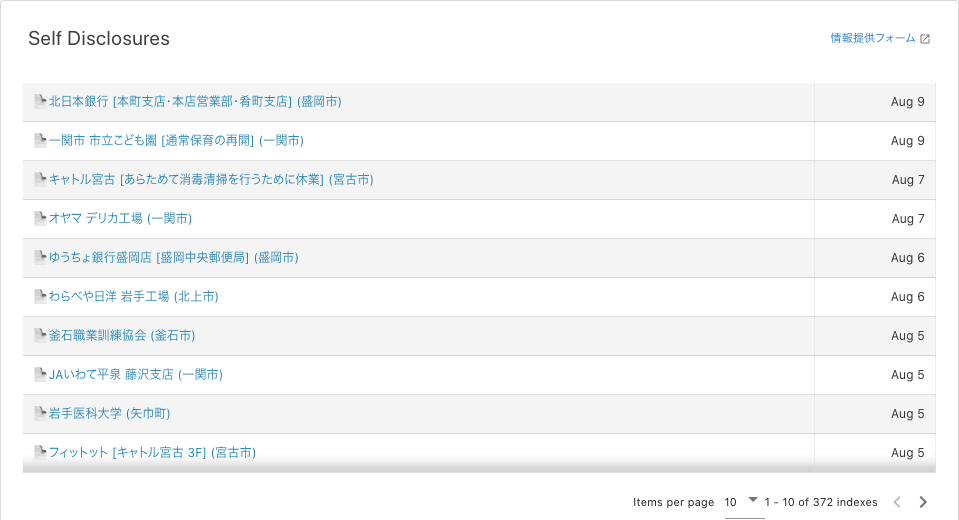 Self Disclosures
情報提供フォーム
北日本銀行 [本町支店・本店営業部・肴町支店] (盛岡市) Aug 9
一関市 市立こども園 [通常保育の再開] (一関市) Aug 9
キャトル宮古 [あらためて消毒清掃を行うために休業] (宮古市) Aug 7
オヤマ デリカ工場 (一関市) Aug 7
ゆうちょ銀行盛岡店 [盛岡中央郵便局] (盛岡市) Aug 6
わらべや日洋 岩手工場 (北上市) Aug 6
釜石職業訓練協会 (釜石市) Aug 5
JAいわて平泉 藤沢支店 (一関市) Aug 5
岩手医科大学 (矢巾町) Aug 5
フィットット [キャトル宮古 3F] (宮古市) Aug 5
Items per page 10 1 - 10 of 372 indexes